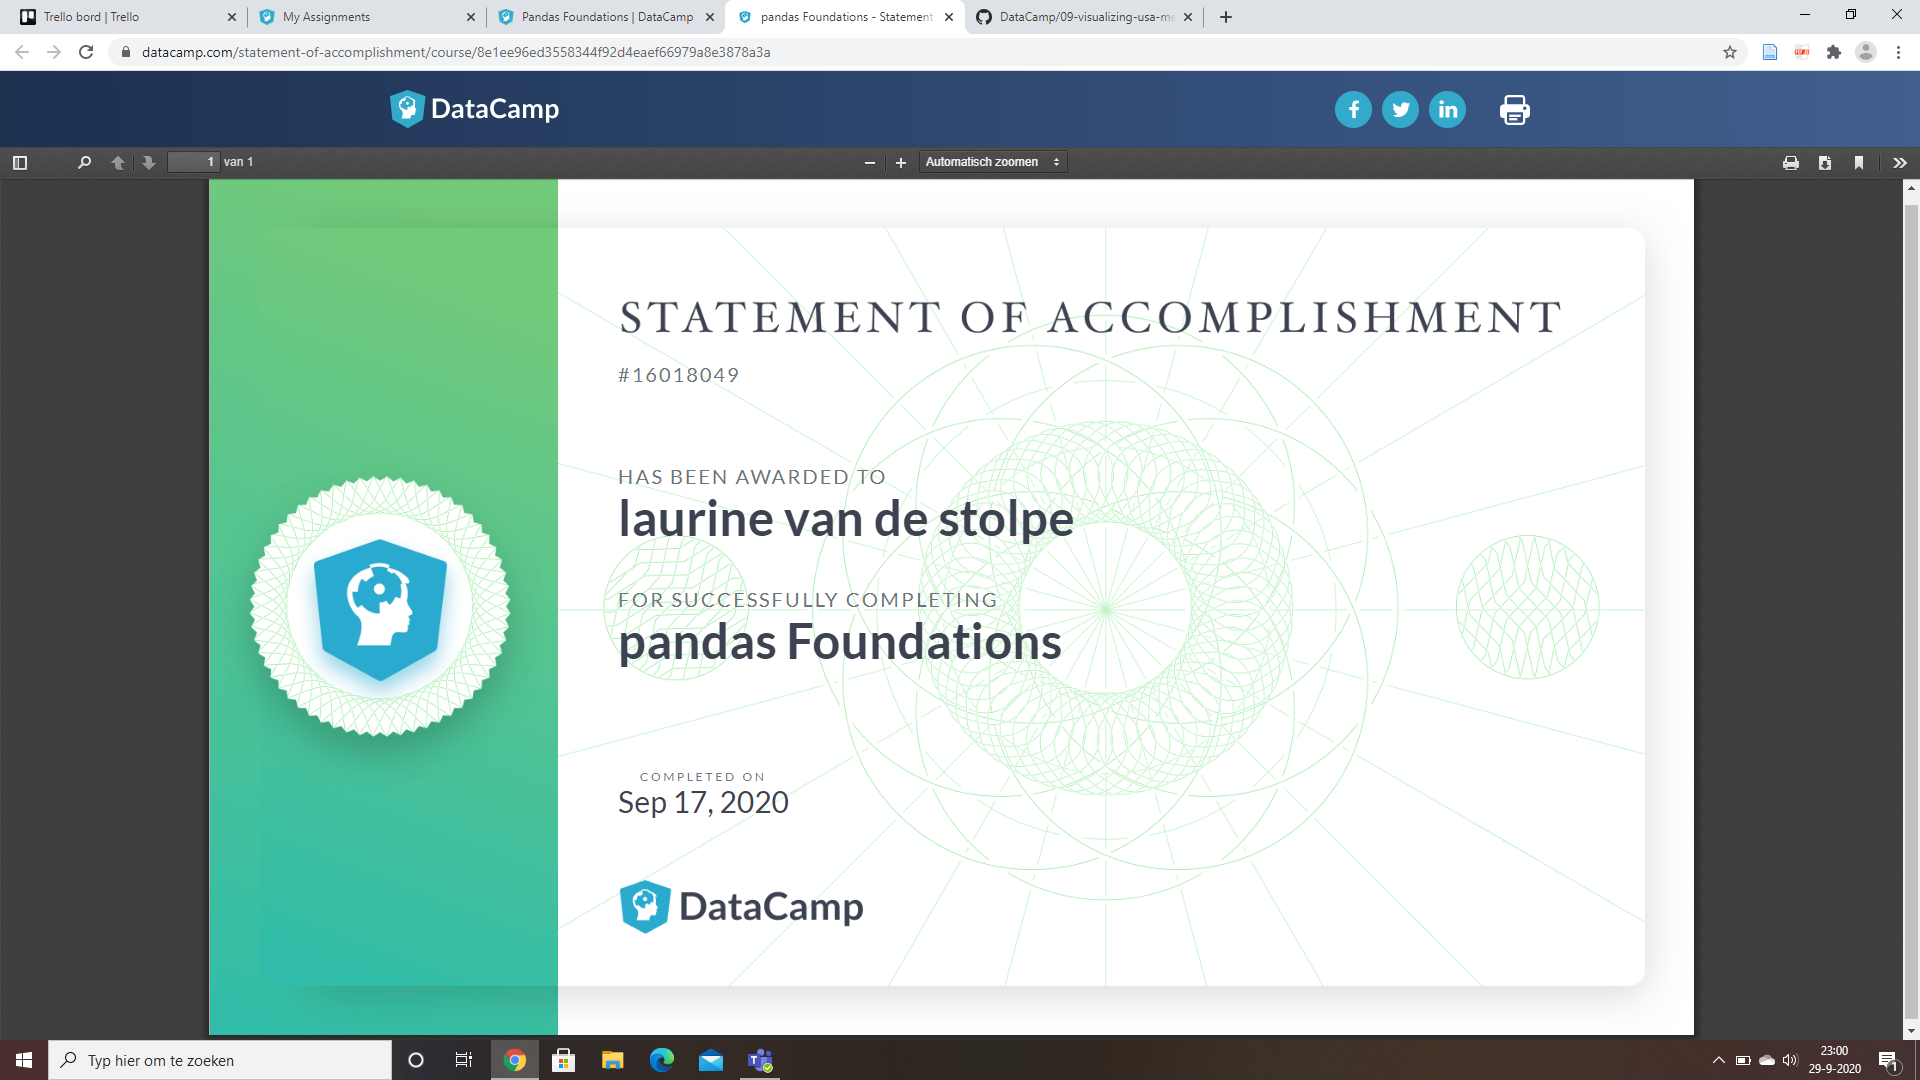 Trello bord | Trello
My Assignments
Pandas Foundations | DataCamp
pandas Foundations - Statement
DataCamp/09-visualizing-usa-me
datacamp.com/statement-of-accomplishment/course/8e1ee96ed3558344f92d4eaef66979a8e3878a3a
DataCamp
1 van 1
Automatisch zoomen
STATEMENT OF ACCOMPLISHMENT
#16018049
HAS BEEN AWARDED TO
laurine van de stolpe
FOR SUCCESSFULLY COMPLETING
pandas Foundations
COMPLETED ON
Sep 17, 2020
DataCamp
Typ hier om te zoeken
23:00
29-9-2020
1